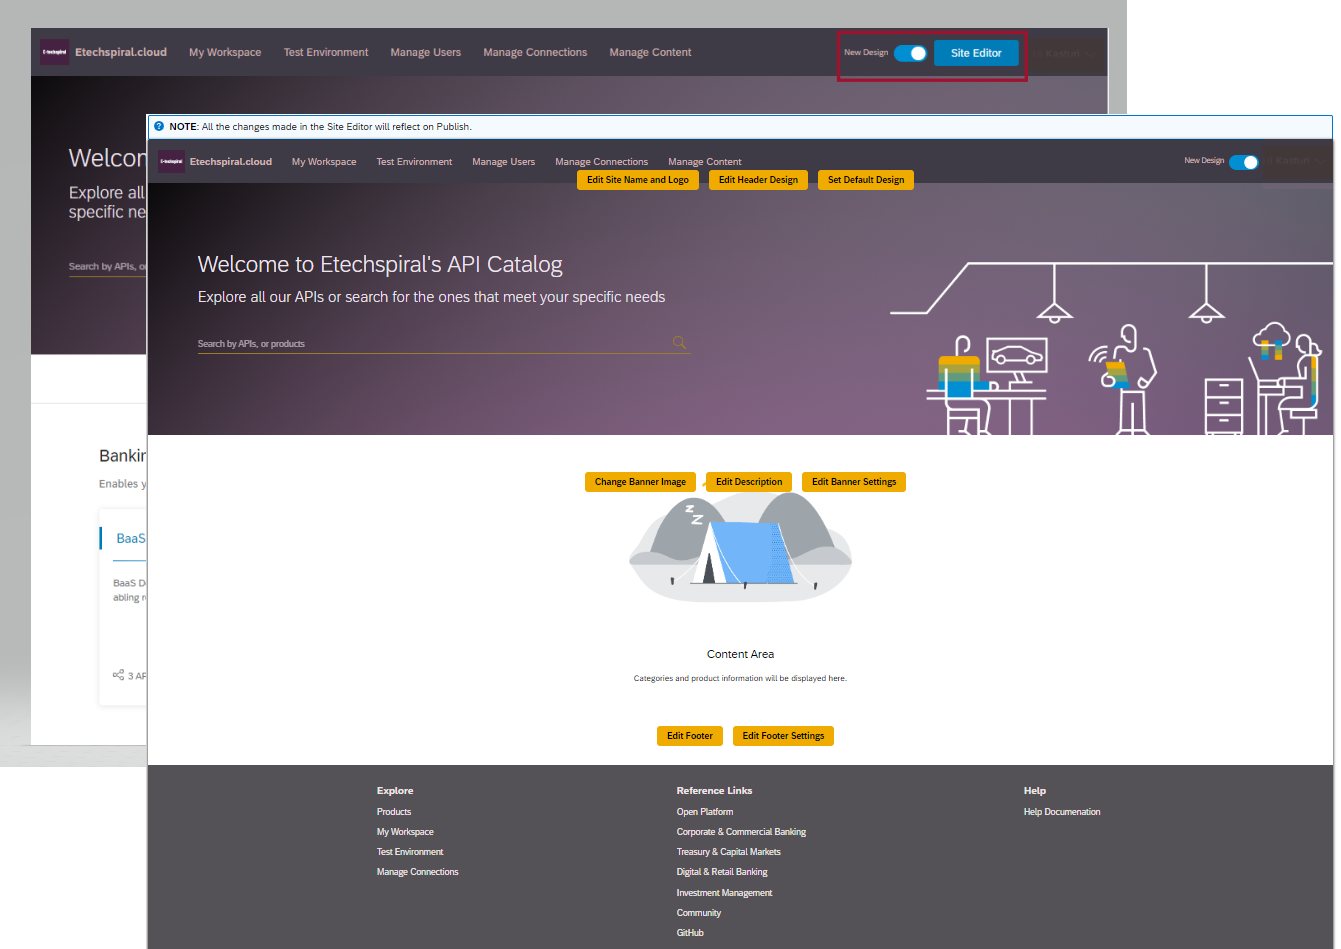 E-techspiral Etechspiral.cloud My Workspace Test Environment Manage Users Manage Connections Manage Content New Design Site Editor
Welcon
Explore all
specific ne
Search by APIs, o
Bankin
Enables y
BaaS
BaaS D
abling r
3 AP
NOTE: All the changes made in the Site Editor will reflect on Publish.
E-techspiral Etechspiral.cloud My Workspace Test Environment Manage Users Manage Connections Manage Content New Design
Edit Site Name and Logo Edit Header Design Set Default Design
Welcome to Etechspiral's API Catalog
Explore all our APIs or search for the ones that meet your specific needs
Search by APIs, or products
Change Banner Image Edit Description Edit Banner Settings
z
z
Content Area
Categories and product information will be displayed here.
Edit Footer Edit Footer Settings
Explore
Products
My Workspace
Test Environment
Manage Connections
Reference Links
Open Platform
Corporate & Commercial Banking
Treasury & Capital Markets
Digital & Retail Banking
Investment Management
Community
GitHub
Help
Help Documenation